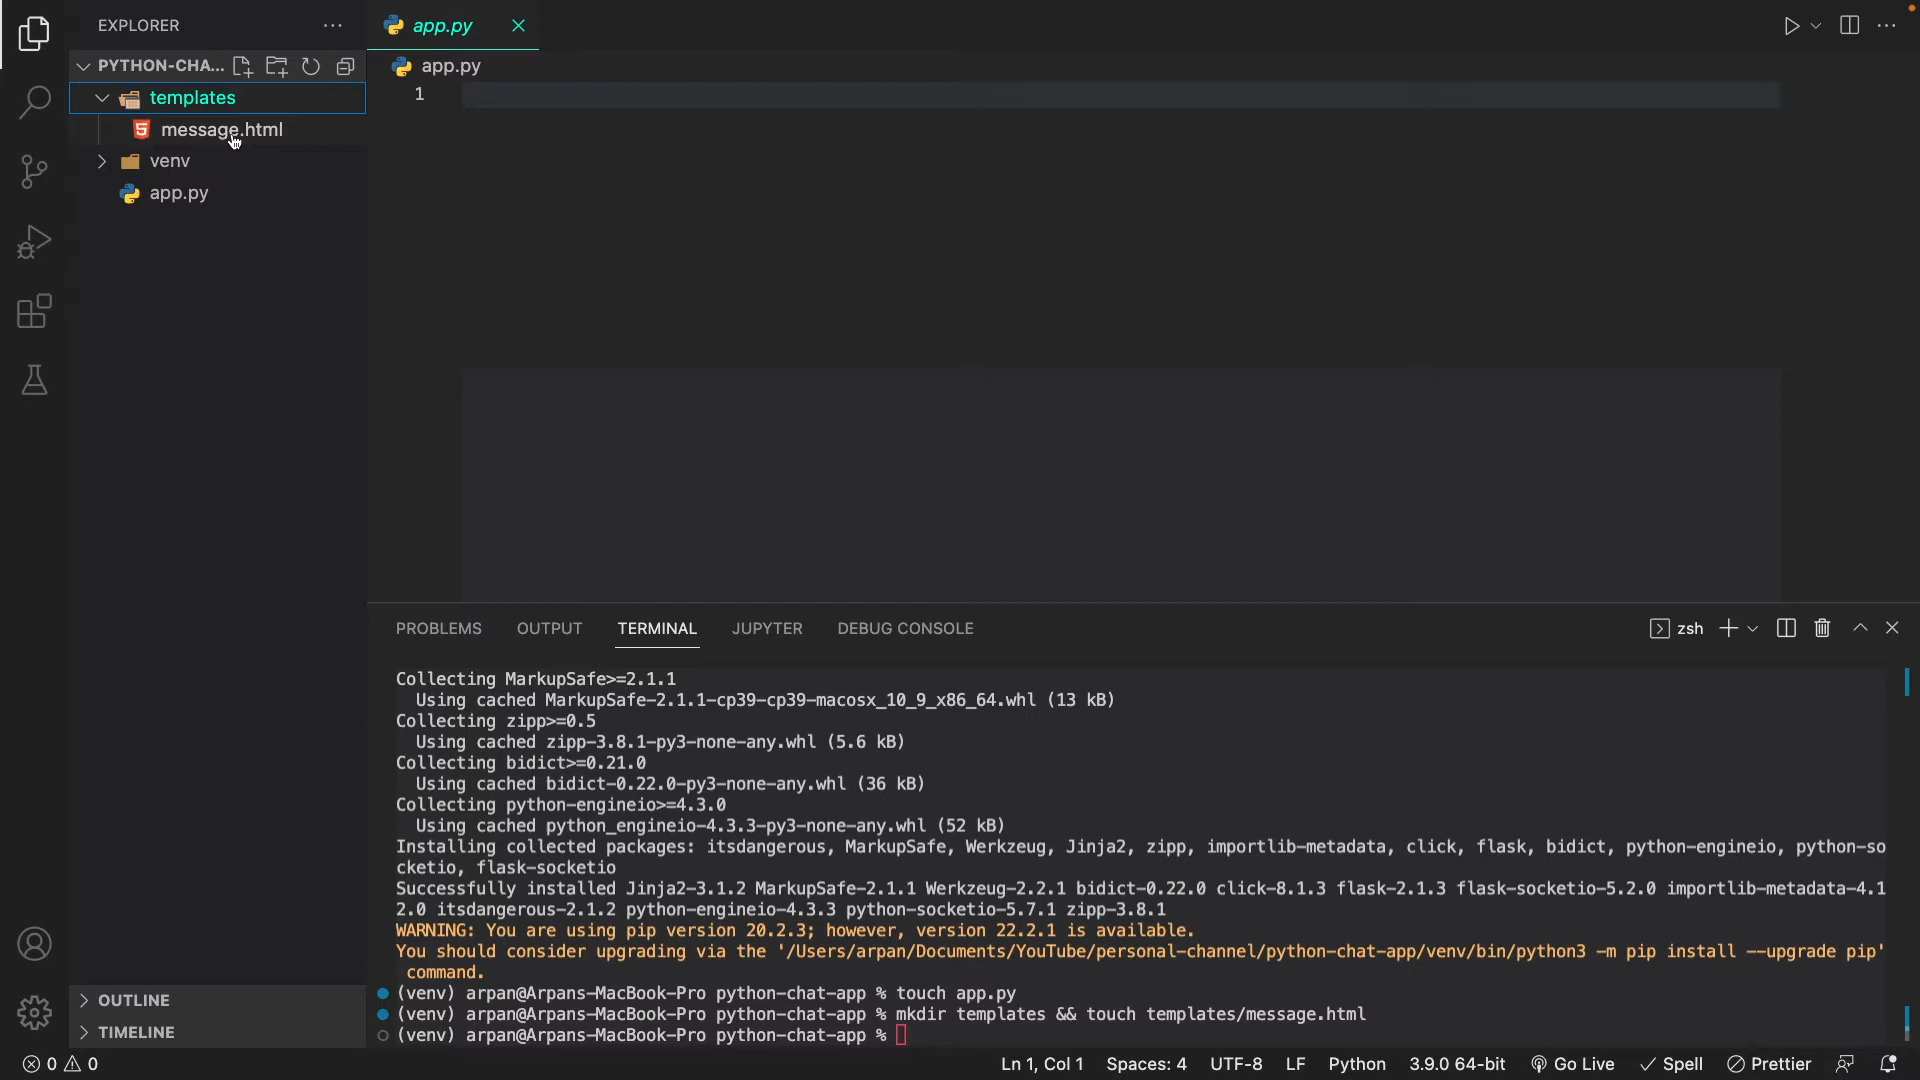 EXPLORER
PYTHON-CHA...
templates
message.html
venv
app.py
OUTLINE
TIMELINE
app.py
app.py
1
PROBLEMS OUTPUT TERMINAL JUPYTER DEBUG CONSOLE
zsh
Collecting MarkupSafe>=2.1.1
Using cached MarkupSafe-2.1.1-cp39-cp39-macosx_10_9_x86_64.whl (13 kB)
Collecting zipp>=0.5
Using cached zipp-3.8.1-py3-none-any.whl (5.6 kB)
Collecting bidict>=0.21.0
Using cached bidict-0.22.0-py3-none-any.whl (36 kB)
Collecting python-engineio>=4.3.0
Using cached python_engineio-4.3.3-py3-none-any.whl (52 kB)
Installing collected packages: itsdangerous, MarkupSafe, Werkzeug, Jinja2, zipp, importlib-metadata, click, flask, bidict, python-engineio, python-so
cketio, flask-socketio
Successfully installed Jinja2-3.1.2 MarkupSafe-2.1.1 Werkzeug-2.2.1 bidict-0.22.0 click-8.1.3 flask-2.1.3 flask-socketio-5.2.0 importlib-metadata-4.1
2.0 itsdangerous-2.1.2 python-engineio-4.3.3 python-socketio-5.7.1 zipp-3.8.1
WARNING: You are using pip version 20.2.3; however, version 22.2.1 is available.
You should consider upgrading via the '/Users/arpan/Documents/YouTube/personal-channel/python-chat-app/venv/bin/python3 -m pip install --upgrade pip'
command.
(venv) arpan@Arpans-MacBook-Pro python-chat-app % touch app.py
(venv) arpan@Arpans-MacBook-Pro python-chat-app % mkdir templates && touch templates/message.html
(venv) arpan@Arpans-MacBook-Pro python-chat-app %
0 0 Ln 1, Col 1 Spaces: 4 UTF-8 LF Python 3.9.0 64-bit Go Live Spell Prettier